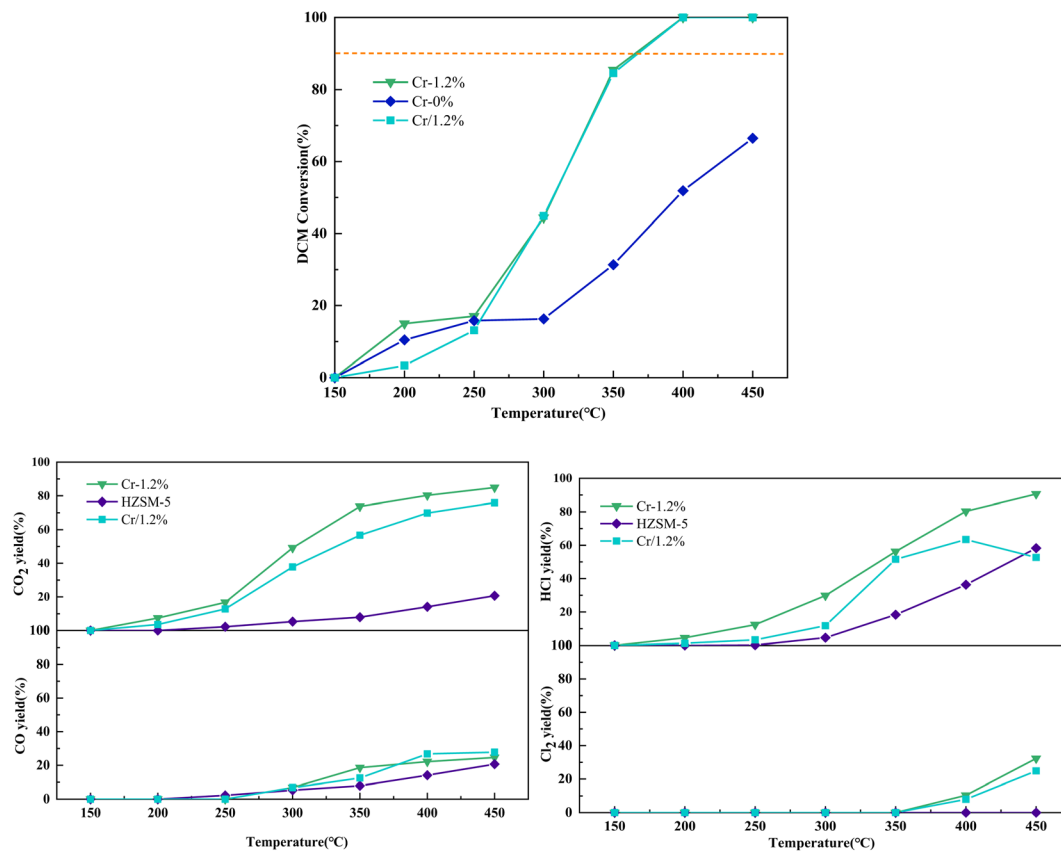 100
80
60
40
20
0
DCM Conversion(%)
Cr-1.2%
Cr-0%
Cr/1.2%
150 200 250 300 350 400 450
Temperature(℃)
100
80
60
40
20
CO₂ yield(%)
Cr-1.2%
HZSM-5
Cr/1.2%
100
80
60
40
20
0
CO yield(%)
150 200 250 300 350 400 450
Temperature(℃)
100
80
60
40
20
HCl yield(%)
Cr-1.2%
HZSM-5
Cr/1.2%
100
80
60
40
20
0
Cl₂ yield(%)
150 200 250 300 350 400 450
Temperature(℃)